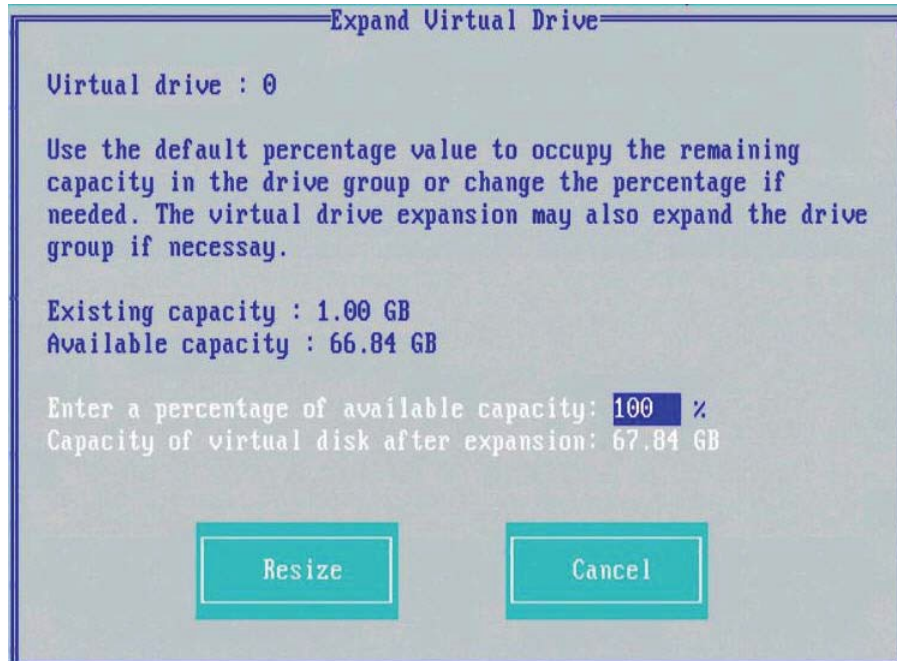 Expand Virtual Drive
Virtual drive : 0
Use the default percentage value to occupy the remaining
capacity in the drive group or change the percentage if
needed. The virtual drive expansion may also expand the drive
group if necessay.
Existing capacity : 1.00 GB
Available capacity : 66.84 GB
Enter a percentage of available capacity: 100 %
Capacity of virtual disk after expansion: 67.84 GB
Resize
Cancel